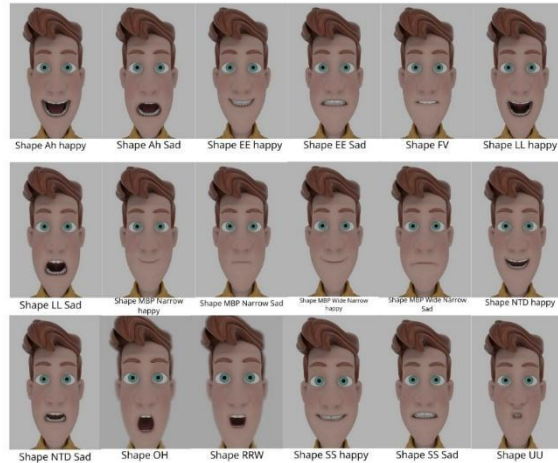 Shape Ah happy
Shape Ah Sad
Shape EE happy
Shape EE Sad
Shape FV
Shape LL happy
Shape LL Sad
Shape MBP Narrow
happy
Shape MBP Narrow Sad
Shape MBP Wide Narrow
happy
Shape MBP Wide Narrow
Sad
Shape NTD happy
Shape NTD Sad
Shape OH
Shape RRW
Shape SS happy
Shape SS Sad
Shape UU